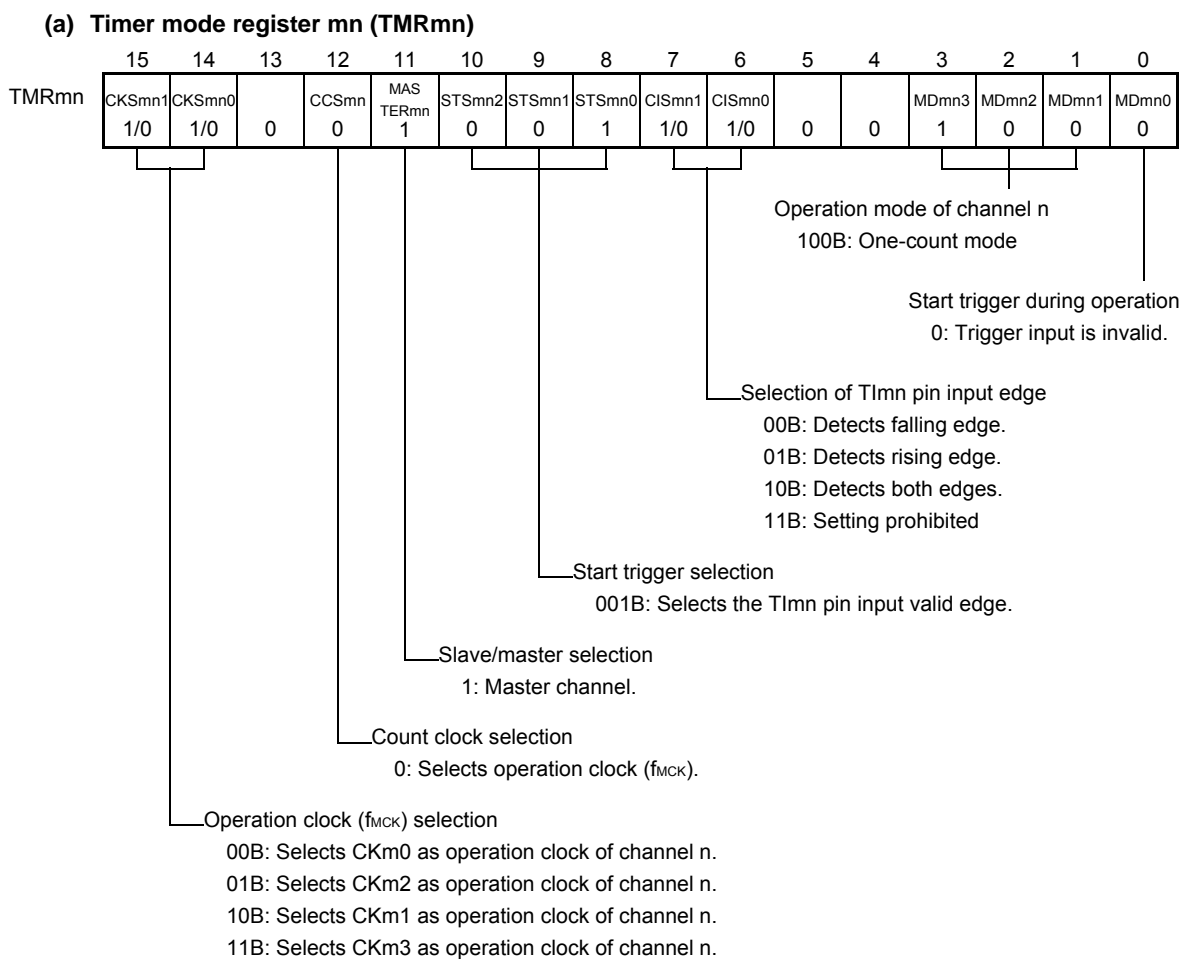 (a) Timer mode register mn (TMRmn)
15 14 13 12 11 10 9 8 7 6 5 4 3 2 1 0
TMRmn CKSmn1 CKSmn0 CCSmn MAS TERmn STSmn2 STSmn1 STSmn0 CISmn1 CISmn0 MDmn3 MDmn2 MDmn1 MDmn0
1/0 1/0 0 0 1 0 0 1 1/0 1/0 0 0 1 0 0 0
Operation mode of channel n
100B: One-count mode
Start trigger during operation
0: Trigger input is invalid.
Selection of TImn pin input edge
00B: Detects falling edge.
01B: Detects rising edge.
10B: Detects both edges.
11B: Setting prohibited
Start trigger selection
001B: Selects the TImn pin input valid edge.
Slave/master selection
1: Master channel.
Count clock selection
0: Selects operation clock (fMCK).
Operation clock (fMCK) selection
00B: Selects CKm0 as operation clock of channel n.
01B: Selects CKm2 as operation clock of channel n.
10B: Selects CKm1 as operation clock of channel n.
11B: Selects CKm3 as operation clock of channel n.